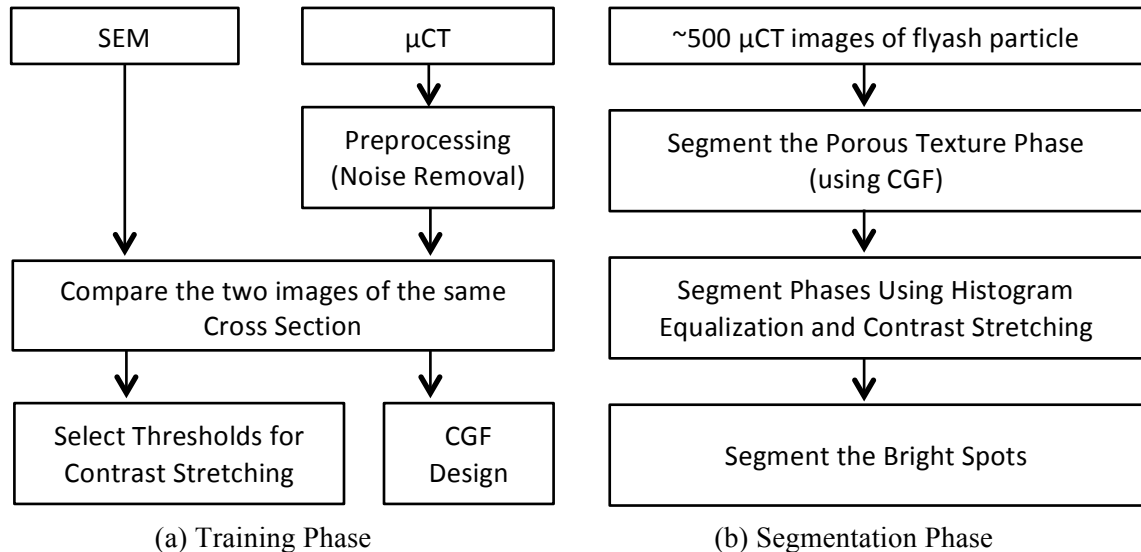 SEM
μCT
Preprocessing
(Noise Removal)
Compare the two images of the same
Cross Section
Select Thresholds for
Contrast Stretching
CGF
Design
(a) Training Phase
~500 μCT images of flyash particle
Segment the Porous Texture Phase
(using CGF)
Segment Phases Using Histogram
Equalization and Contrast Stretching
Segment the Bright Spots
(b) Segmentation Phase